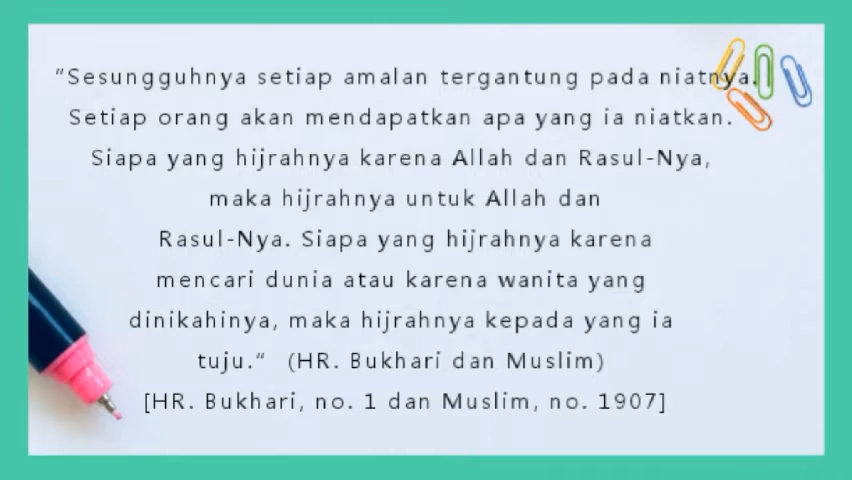 "Sesungguhnya setiap amalan tergantung pada niatnya.
Setiap orang akan mendapatkan apa yang ia niatkan.
Siapa yang hijrahnya karena Allah dan Rasul-Nya,
maka hijrahnya untuk Allah dan
Rasul-Nya. Siapa yang hijrahnya karena
mencari dunia atau karena wanita yang
dinikahinya, maka hijrahnya kepada yang ia
tuju.“ (HR. Bukhari dan Muslim)
[HR. Bukhari, no. 1 dan Muslim, no. 1907]